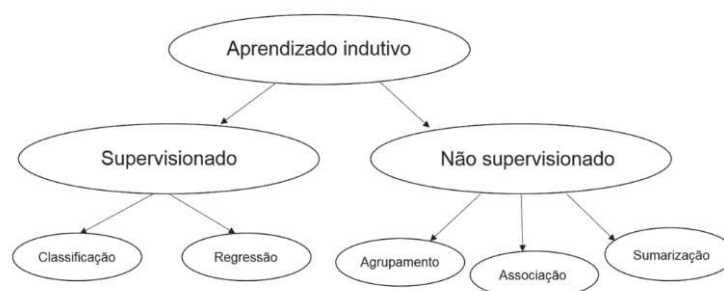 Aprendizado indutivo
Supervisionado
Não supervisionado
Classificação
Regressão
Agrupamento
Associação
Sumarização